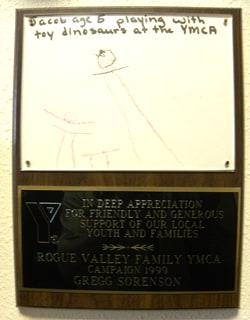 Jacob age 5 playing with
toy dinosaurs at the YMCA
Y
IN DEEP APPRECIATION
FOR FRIENDLY AND GENEROUS
SUPPORT OF OUR LOCAL
YOUTH AND FAMILIES
ROGUE VALLEY FAMILY YMCA
CAMPAIGN 1999
GREGG SORENSON